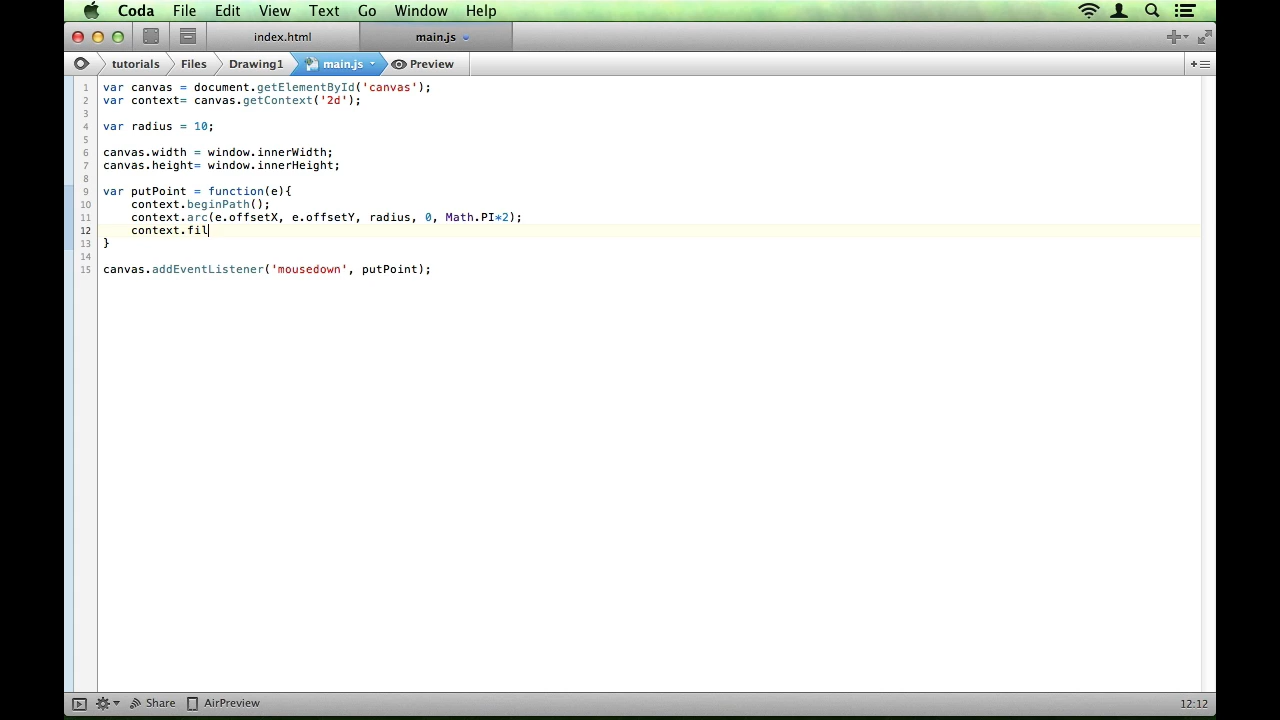 Coda File Edit View Text Go Window Help
index.html main.js
tutorials Files Drawing1 main.js Preview
1 var canvas = document.getElementById('canvas');
2 var context= canvas.getContext('2d');
3
4 var radius = 10;
5
6 canvas.width = window.innerWidth;
7 canvas.height= window.innerHeight;
8
9 var putPoint = function(e){
10 context.beginPath();
11 context.arc(e.offsetX, e.offsetY, radius, 0, Math.PI*2);
12 context.fil
13 }
14
15 canvas.addEventListener('mousedown', putPoint);
Share AirPreview 12:12